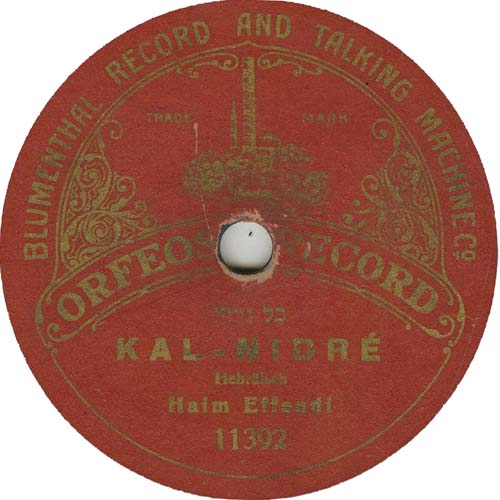 BLUMENTHAL RECORD AND TALKING MACHINE Cº
TRADE MARK
ORFEOS RECORD
כל נדרי
KAL-NIDRÉ
Hebräisch
Haim Effendi
11392